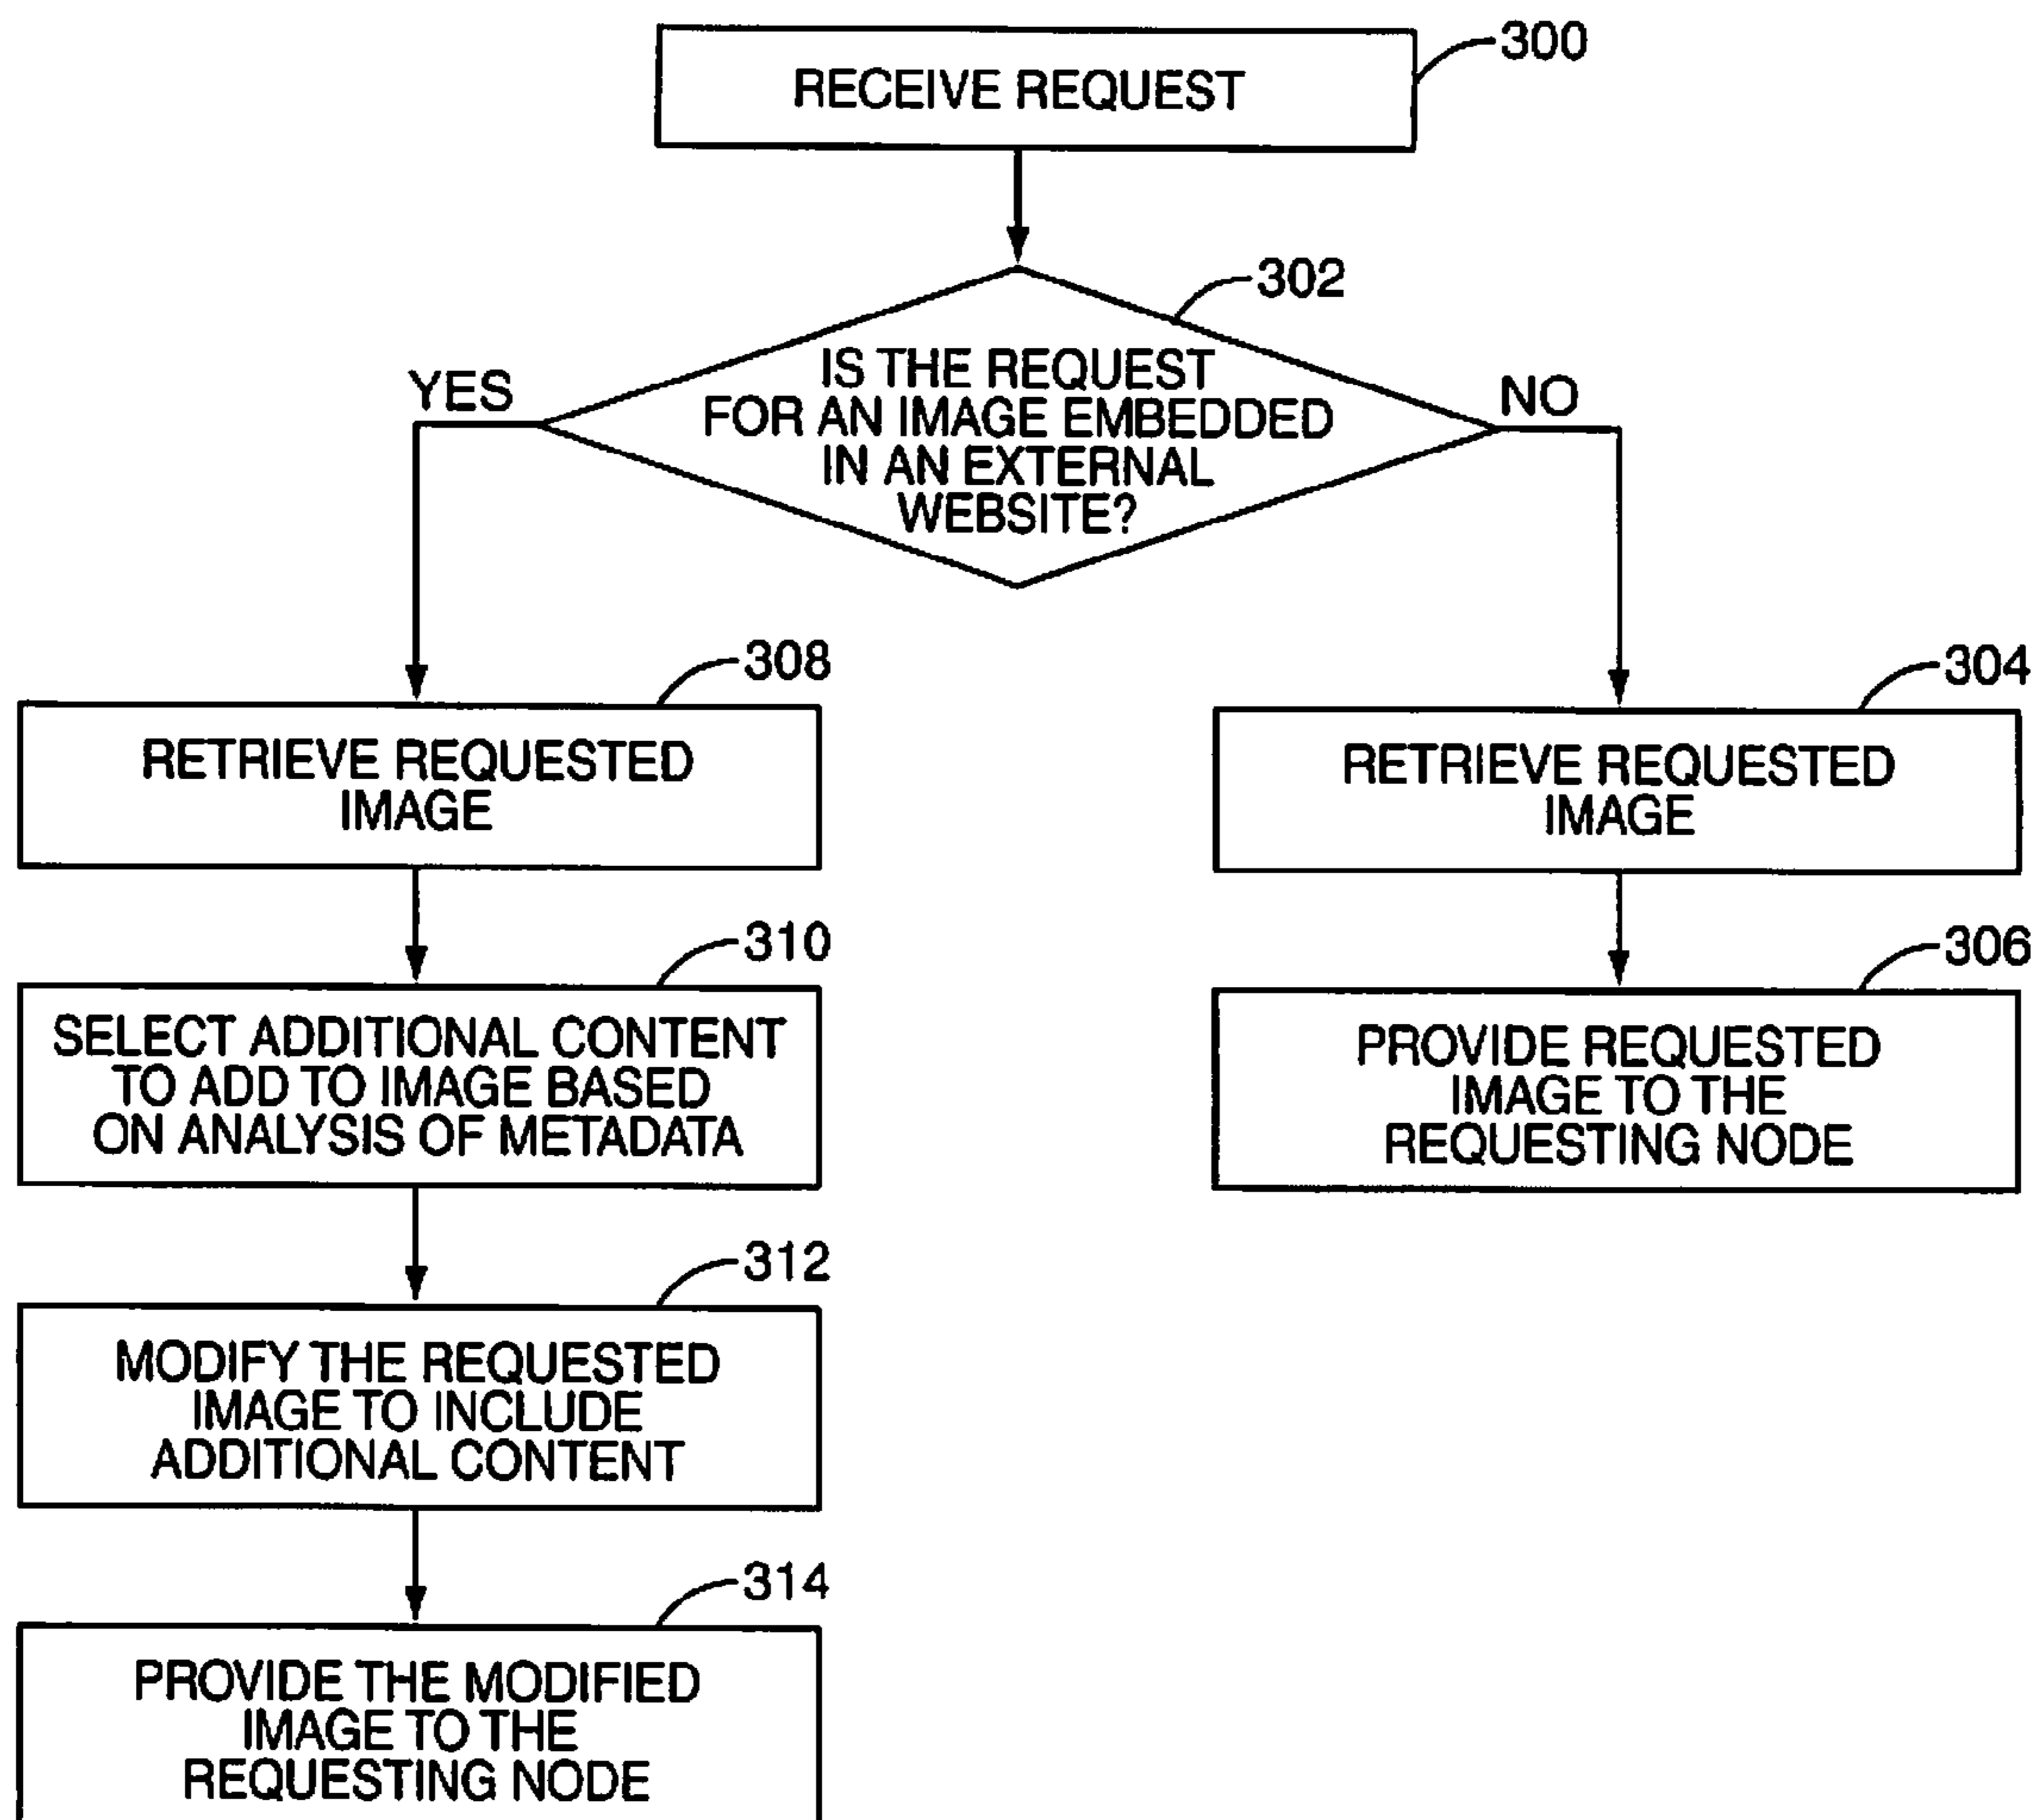 RECEIVE REQUEST
300
302
IS THE REQUEST
FOR AN IMAGE EMBEDDED
IN AN EXTERNAL
WEBSITE?
YES
NO
308
RETRIEVE REQUESTED
IMAGE
304
RETRIEVE REQUESTED
IMAGE
310
SELECT ADDITIONAL CONTENT
TO ADD TO IMAGE BASED
ON ANALYSIS OF METADATA
306
PROVIDE REQUESTED
IMAGE TO THE
REQUESTING NODE
312
MODIFY THE REQUESTED
IMAGE TO INCLUDE
ADDITIONAL CONTENT
314
PROVIDE THE MODIFIED
IMAGE TO THE
REQUESTING NODE